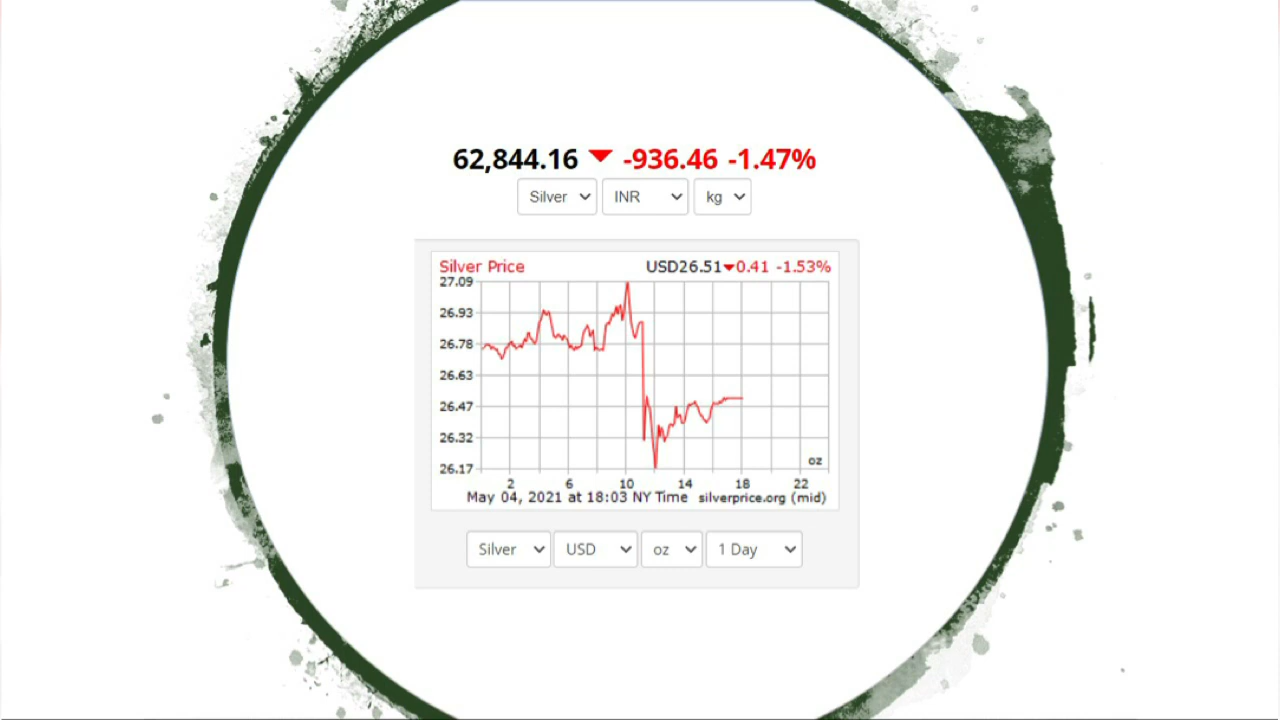 62,844.16 ▼ -936.46 -1.47%
Silver INR kg
Silver Price USD26.51▼0.41 -1.53%
27.09
26.93
26.78
26.63
26.47
26.32
26.17
oz
2 6 10 14 18 22
May 04, 2021 at 18:03 NY Time silverprice.org (mid)
Silver USD oz 1 Day